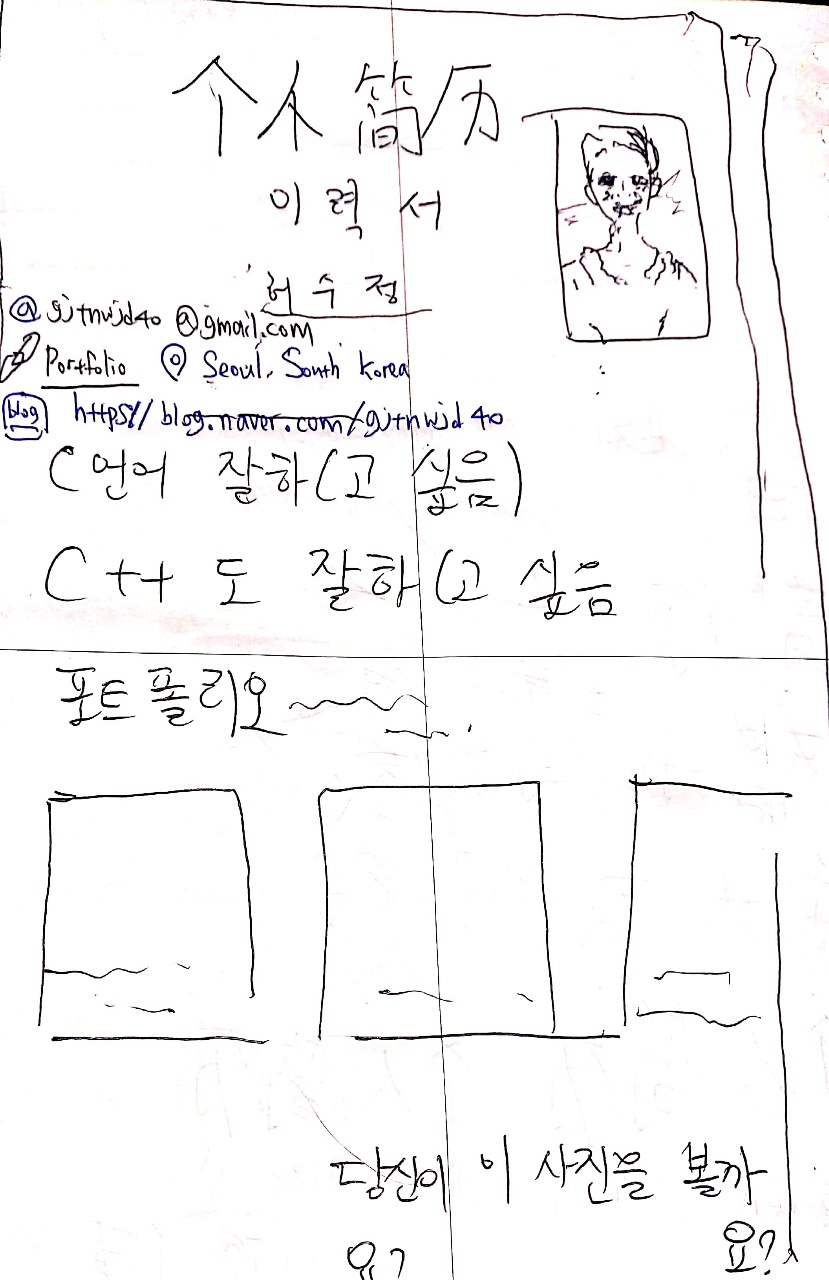 个人简历
이력서
허수정
@ gjtnwjd40@gmail.com
Portfolio Seoul, South Korea
blog https// blog.naver.com/gjtnwjd40
C언어 잘하(고 싶음)
C++ 도 잘하(고 싶음
포트폴리오
당신이 이 사진을 볼까
요? 요?